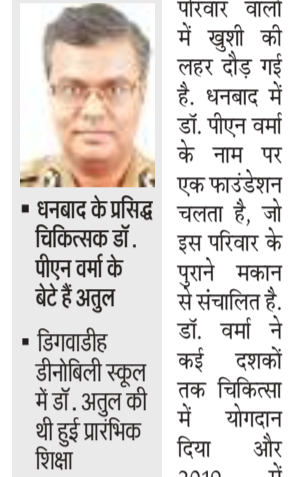 ■ धनबाद के प्रसिद्ध
चिकित्सक डॉ.
पीएन वर्मा के
बेटे हैं अतुल
■ डिगवाडीह
डीनोबिली स्कूल
में डॉ. अतुल की
थी हुई प्रारंभिक
शिक्षा
परिवार वालों
में खुशी की
लहर दौड़ गई
है. धनबाद में
डॉ. पीएन वर्मा
के नाम पर
एक फाउंडेशन
चलता है, जो
इस परिवार के
पुराने मकान
से संचालित है.
डॉ. वर्मा ने
कई दशकों
तक चिकित्सा
में योगदान
दिया और
2019 में